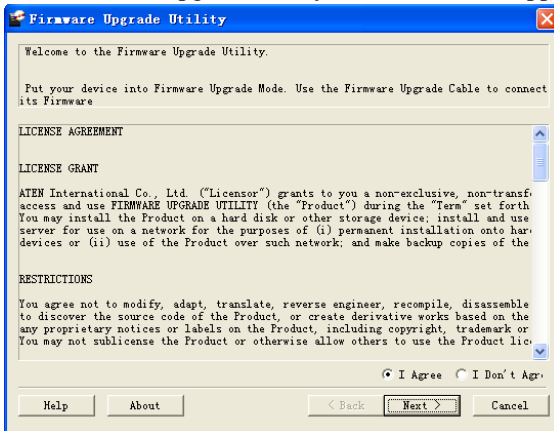 Firmware Upgrade Utility
Welcome to the Firmware Upgrade Utility.
Put your device into Firmware Upgrade Mode. Use the Firmware Upgrade Cable to connect
its Firmware
LICENSE AGREEMENT
LICENSE GRANT
ATEN International Co., Ltd. ("Licensor") grants to you a non-exclusive, non-transf
access and use FIRMWARE UPGRADE UTILITY (the "Product") during the "Term" set forth
You may install the Product on a hard disk or other storage device; install and use
server for use on a network for the purposes of (i) permanent installation onto har
devices or (ii) use of the Product over such network; and make backup copies of the
RESTRICTIONS
You agree not to modify, adapt, translate, reverse engineer, recompile, disassemble
to discover the source code of the Product, or create derivative works based on the
any proprietary notices or labels on the Product, including copyright, trademark or
You may not sublicense the Product or otherwise allow others to use the Product lic
I Agree I Don't Agr
Help About < Back Next > Cancel